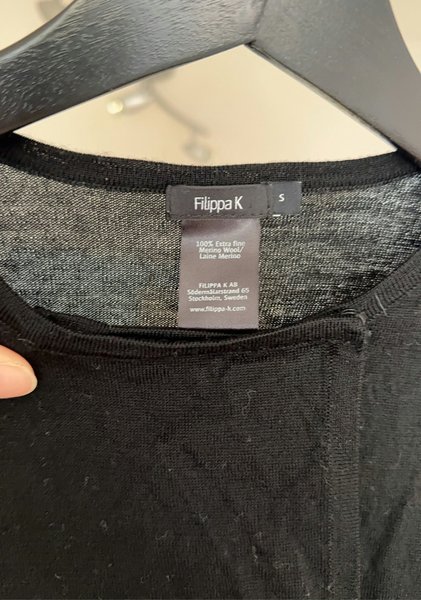 Filippa K
S
100% Extra Fine
Merino Wool/
Laine Merino
FILIPPA K AB
Södermälarstrand 65
Stockholm, Sweden
www.filippa-k.com